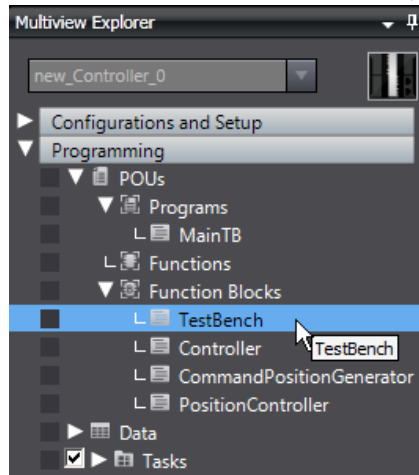 Multiview Explorer
new_Controller_0
Configurations and Setup
Programming
POUs
Programs
MainTB
Functions
Function Blocks
TestBench
Controller
TestBench
CommandPositionGenerator
PositionController
Data
Tasks